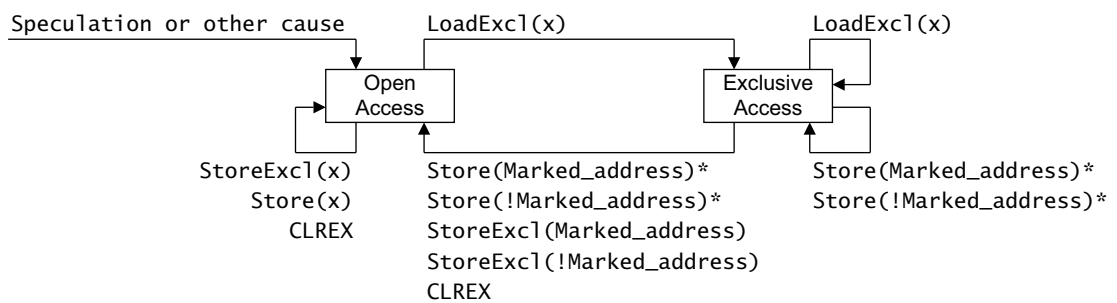 Speculation or other cause
LoadExcl(x)
LoadExcl(x)
Open
Access
Exclusive
Access
StoreExcl(x)
Store(x)
CLREX
Store(Marked_address)*
Store(!Marked_address)*
StoreExcl(Marked_address)
StoreExcl(!Marked_address)
CLREX
Store(Marked_address)*
Store(!Marked_address)*